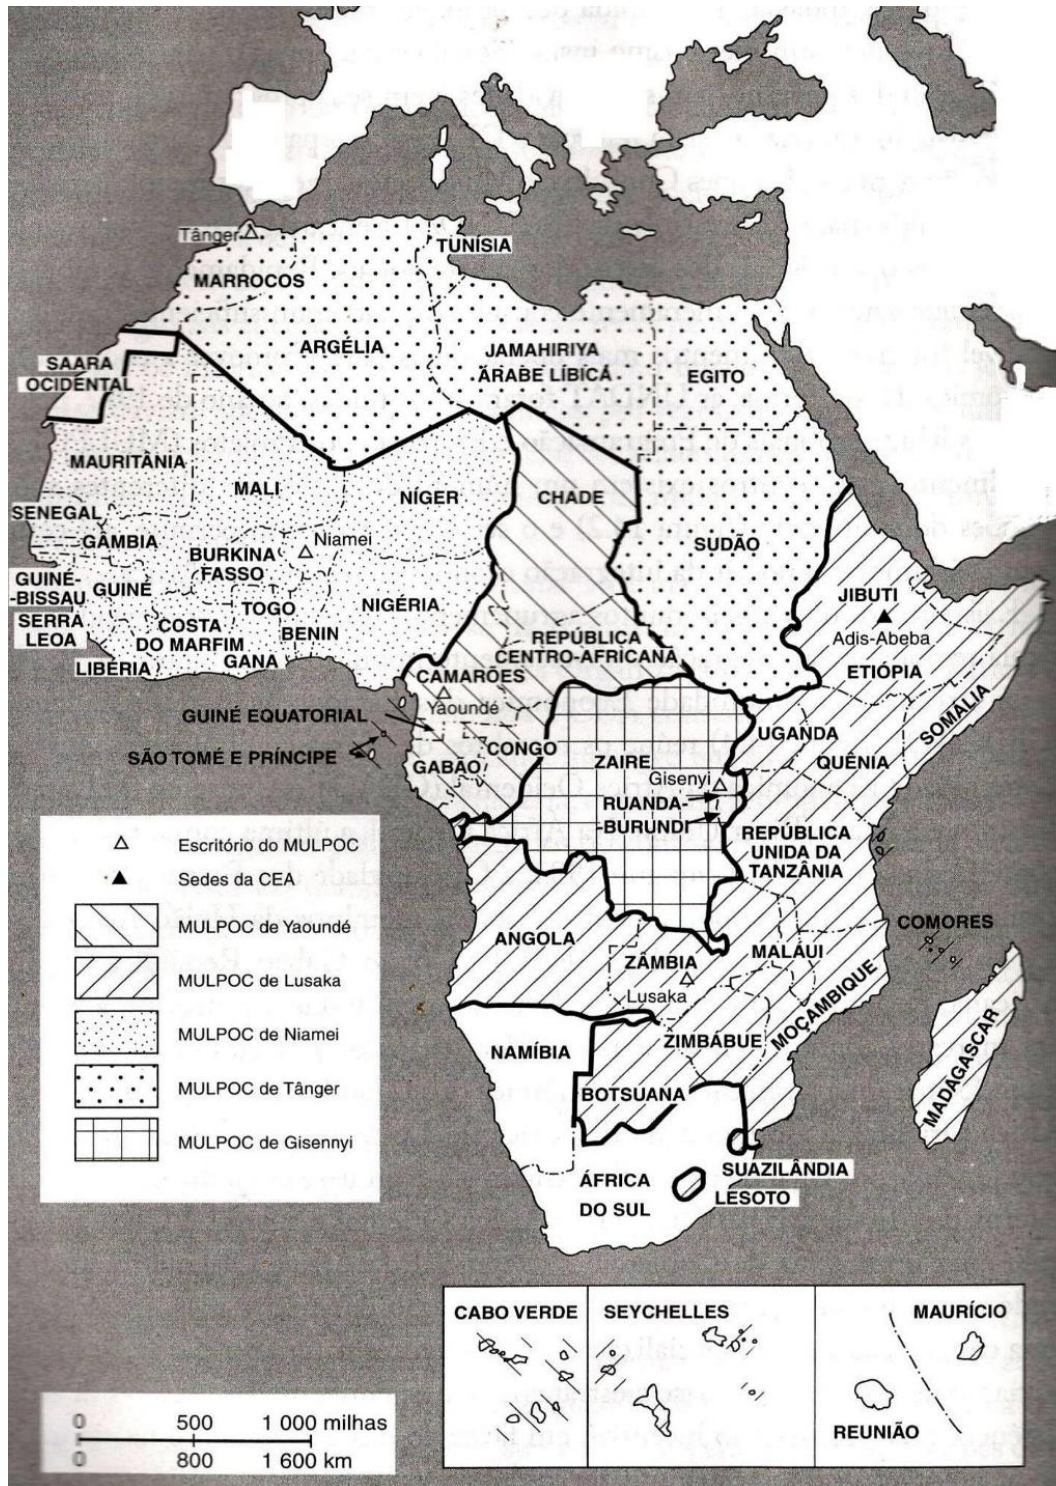 Tânger
TUNÍSIA
MARROCOS
ARGÉLIA
JAMAHIRIYA
ÁRABE LÍBICA
EGITO
SAARA
OCIDENTAL
MAURITÂNIA
MALI
NÍGER
CHADE
SUDÃO
SENEGAL
GÂMBIA
BURKINA
FASSO
Niamei
GUINÉ-
-BISSAU
GUINÉ
SERRA
LEOA
COSTA
DO MARFIM
TOGO
BENIN
NIGÉRIA
LIBÉRIA
GANA
JIBUTI
Adis-Abeba
ETIÓPIA
SOMÁLIA
REPÚBLICA
CENTRO-AFRICANA
CAMARÕES
Yaoundé
GUINÉ EQUATORIAL
SÃO TOMÉ E PRÍNCIPE
GABÃO
CONGO
ZAIRE
Gisenyi
RUANDA-
-BURUNDI
UGANDA
QUÊNIA
REPÚBLICA
UNIDA DA
TANZÂNIA
COMORES
ANGOLA
ZÂMBIA
Lusaka
MALAUI
MOÇAMBIQUE
ZIMBÁBUE
MADAGASCAR
NAMÍBIA
BOTSUANA
ÁFRICA
DO SUL
SUAZILÂNDIA
LESOTO
Escritório do MULPOC
Sedes da CEA
MULPOC de Yaoundé
MULPOC de Lusaka
MULPOC de Niamei
MULPOC de Tânger
MULPOC de Gisennyi
CABO VERDE
SEYCHELLES
MAURÍCIO
REUNIÃO
0 500 1 000 milhas
0 800 1 600 km